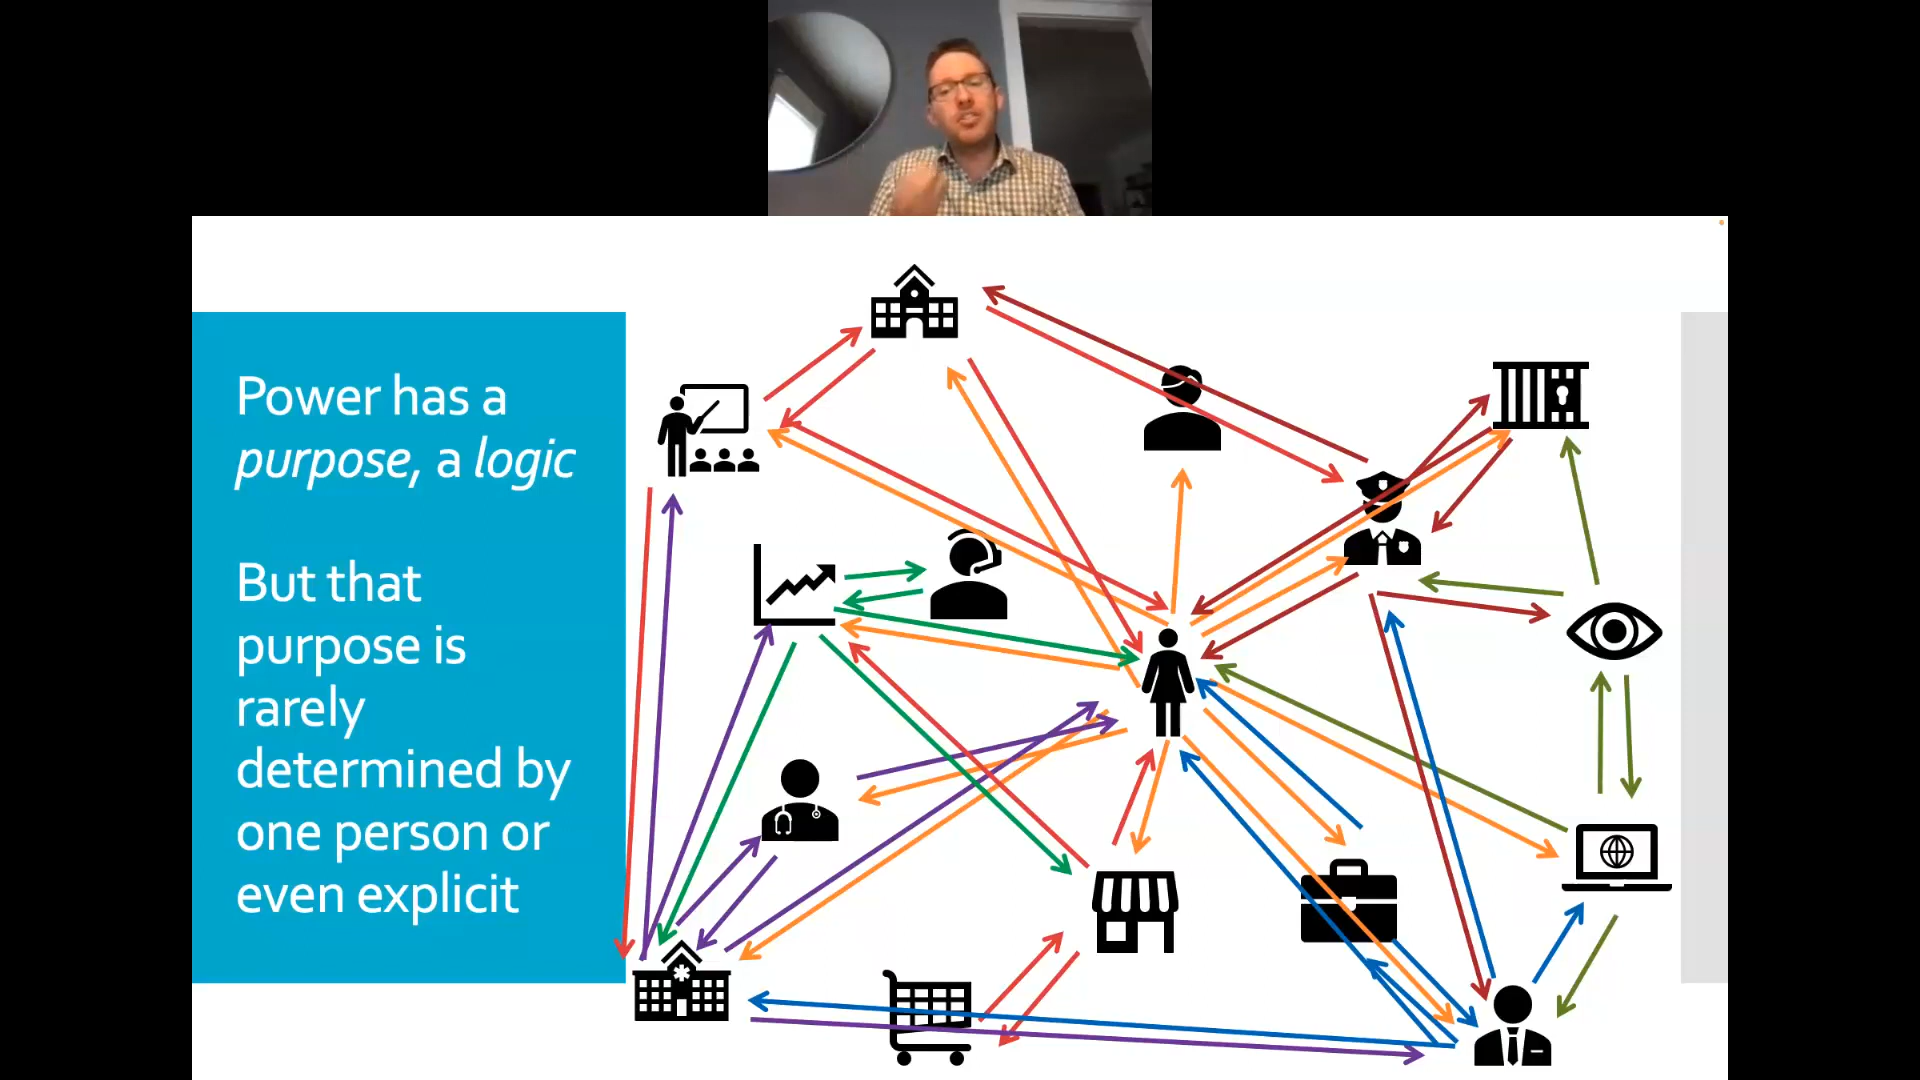 Power has a
purpose, a logic
But that
purpose is
rarely
determined by
one person or
even explicit